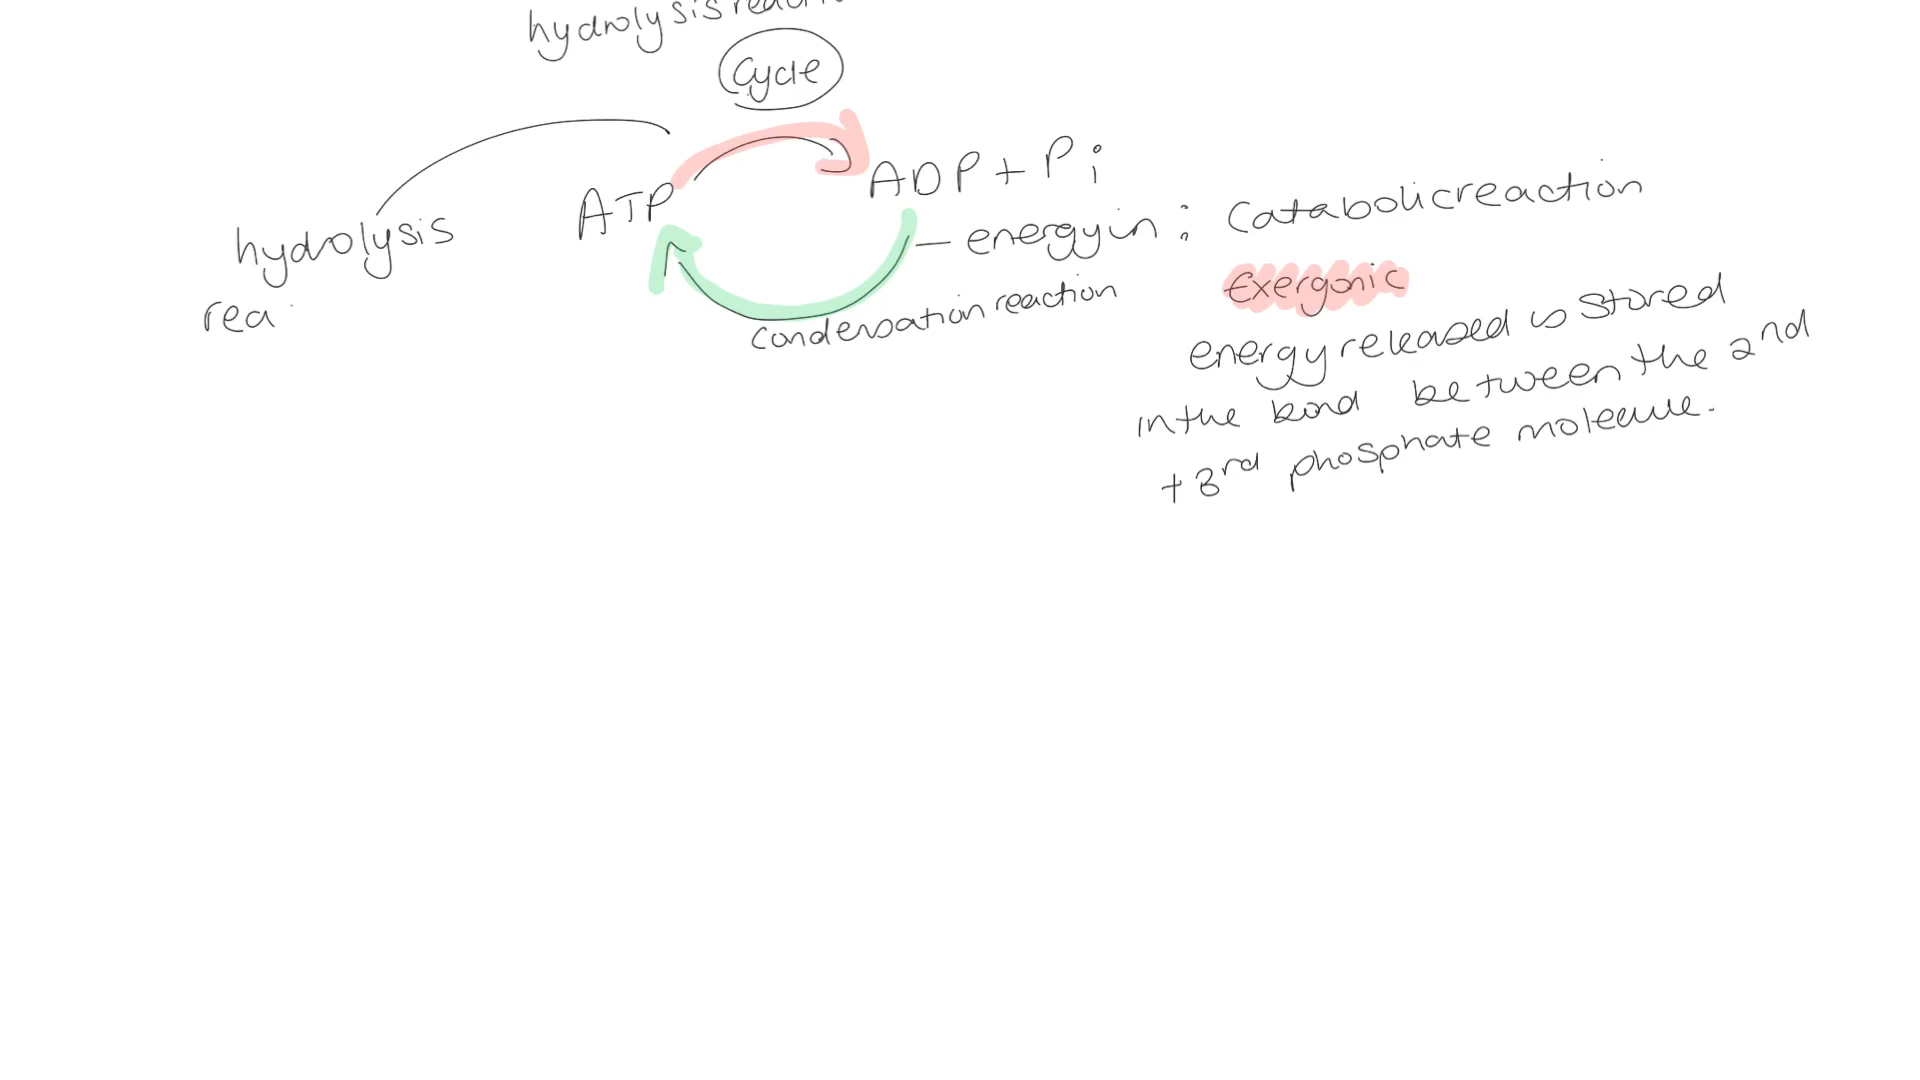 hydrolysis reacti
Cycle
ATP
ADP + Pi
hydrolysis
rea
— energy in : Catabolic reaction
condensation reaction
Exergonic
energy released is stored
in the bond between the 2nd
+ 3rd phosphate molecule.